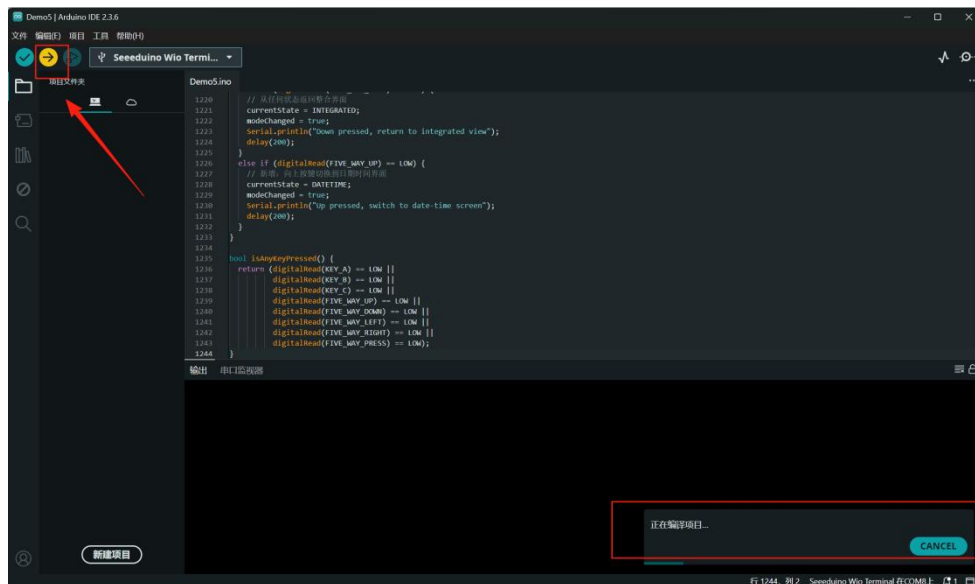 Demo5 | Arduino IDE 2.3.6
文件 编辑(E) 项目 工具 帮助(H)
Seeeduino Wio Termi...
项目文件夹
Demo5.ino
1220 // 从任何状态返回整合界面
1221 currentState = INTEGRATED;
1222 modeChanged = true;
1223 Serial.println("Down pressed, return to integrated view");
1224 delay(200);
1225 }
1226 else if (digitalRead(FIVE_WAY_UP) == LOW) {
1227 // 新增: 向上按键切换到日期时间界面
1228 currentState = DATETIME;
1229 modeChanged = true;
1230 Serial.println("Up pressed, switch to date-time screen");
1231 delay(200);
1232 }
1233 }
1234
1235 bool isAnyKeyPressed() {
1236 return (digitalRead(KEY_A) == LOW ||
1237 digitalRead(KEY_B) == LOW ||
1238 digitalRead(KEY_C) == LOW ||
1239 digitalRead(FIVE_WAY_UP) == LOW ||
1240 digitalRead(FIVE_WAY_DOWN) == LOW ||
1241 digitalRead(FIVE_WAY_LEFT) == LOW ||
1242 digitalRead(FIVE_WAY_RIGHT) == LOW ||
1243 digitalRead(FIVE_WAY_PRESS) == LOW);
1244 }
输出 串口监视器
正在编译项目...
CANCEL
新建项目
行 1244, 列 2 Seeeduino Wio Terminal 在COM8上 1